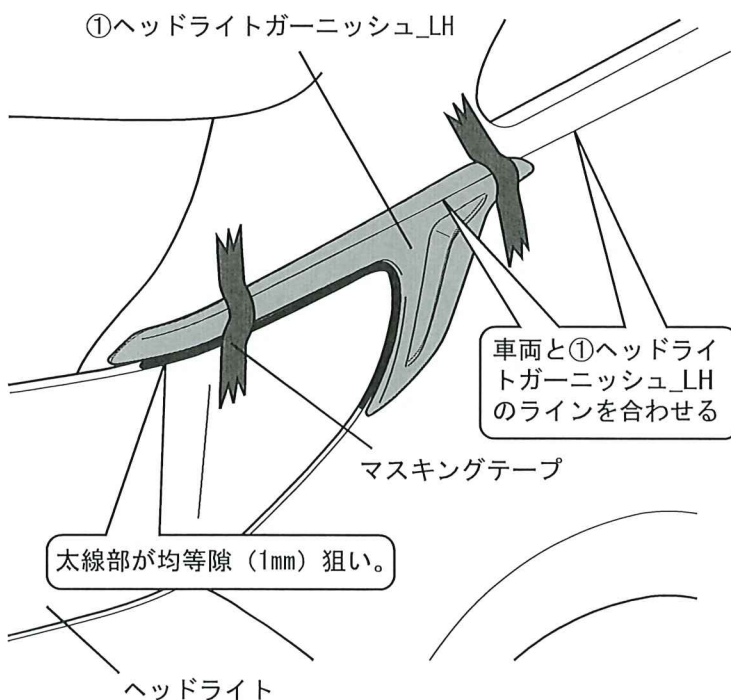 ①ヘッドライトガーニッシュ_LH
車両と①ヘッドライ
トガーニッシュ_LH
のラインを合わせる
マスキングテープ
太線部が均等隙（1mm）狙い。
ヘッドライト